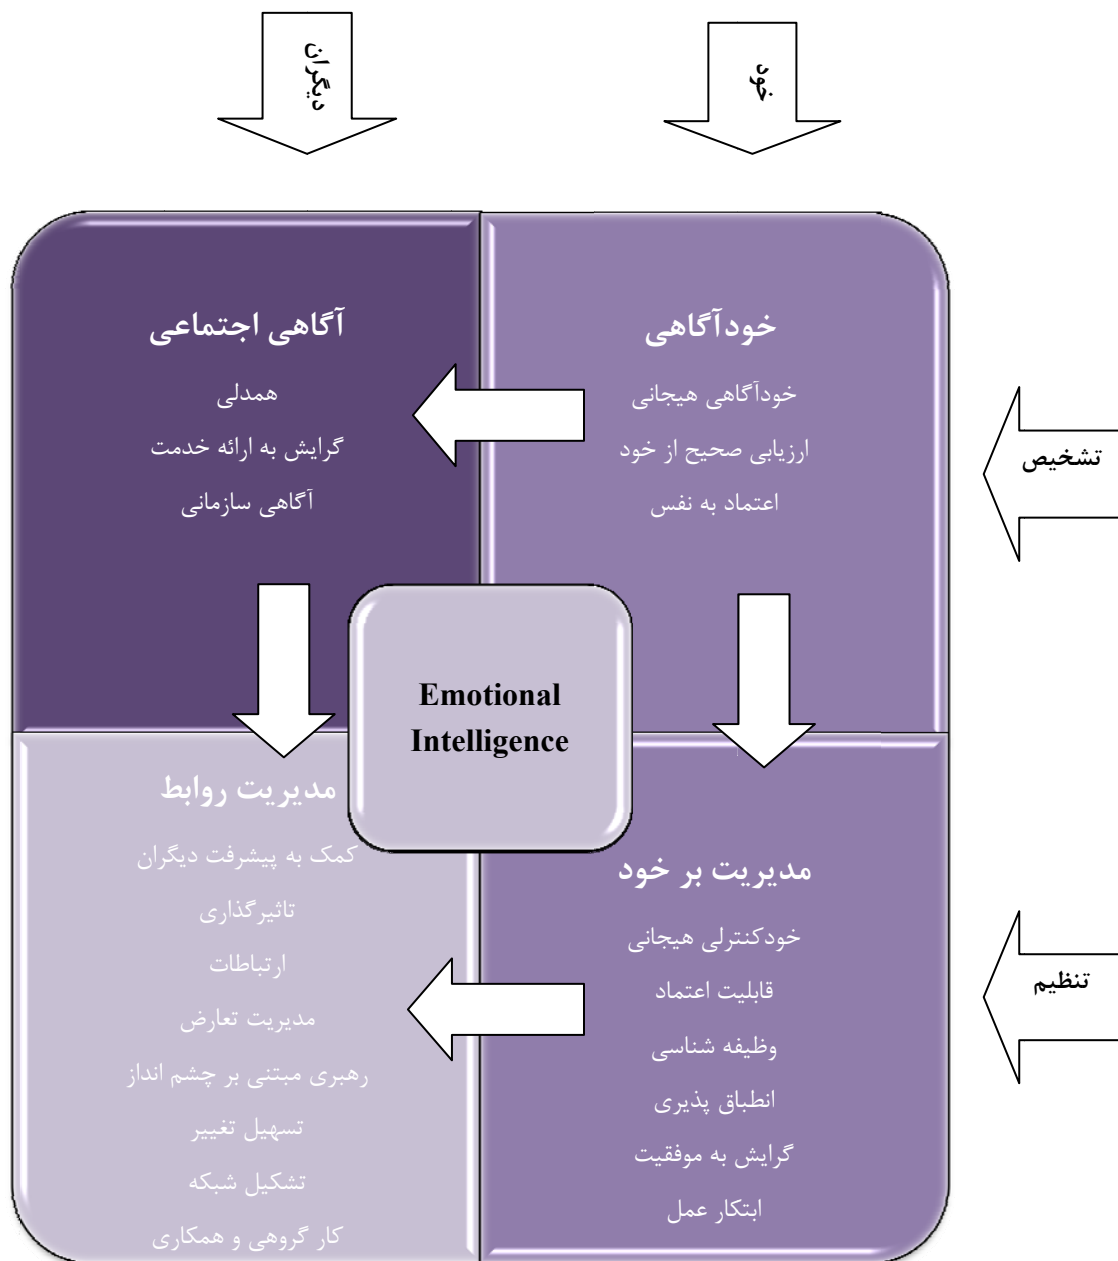 خود
دیگران
خودآگاهی
خودآگاهی هیجانی
ارزیابی صحیح از خود
اعتماد به نفس
آگاهی اجتماعی
همدلی
گرایش به ارائه خدمت
آگاهی سازمانی
تشخیص
Emotional
Intelligence
مدیریت بر خود
خودکنترلی هیجانی
قابلیت اعتماد
وظیفه شناسی
انطباق پذیری
گرایش به موفقیت
ابتکار عمل
مدیریت روابط
کمک به پیشرفت دیگران
تاثیرگذاری
ارتباطات
مدیریت تعارض
رهبری مبتنی بر چشم انداز
تسهیل تغییر
تشکیل شبکه
کار گروهی و همکاری
تنظیم